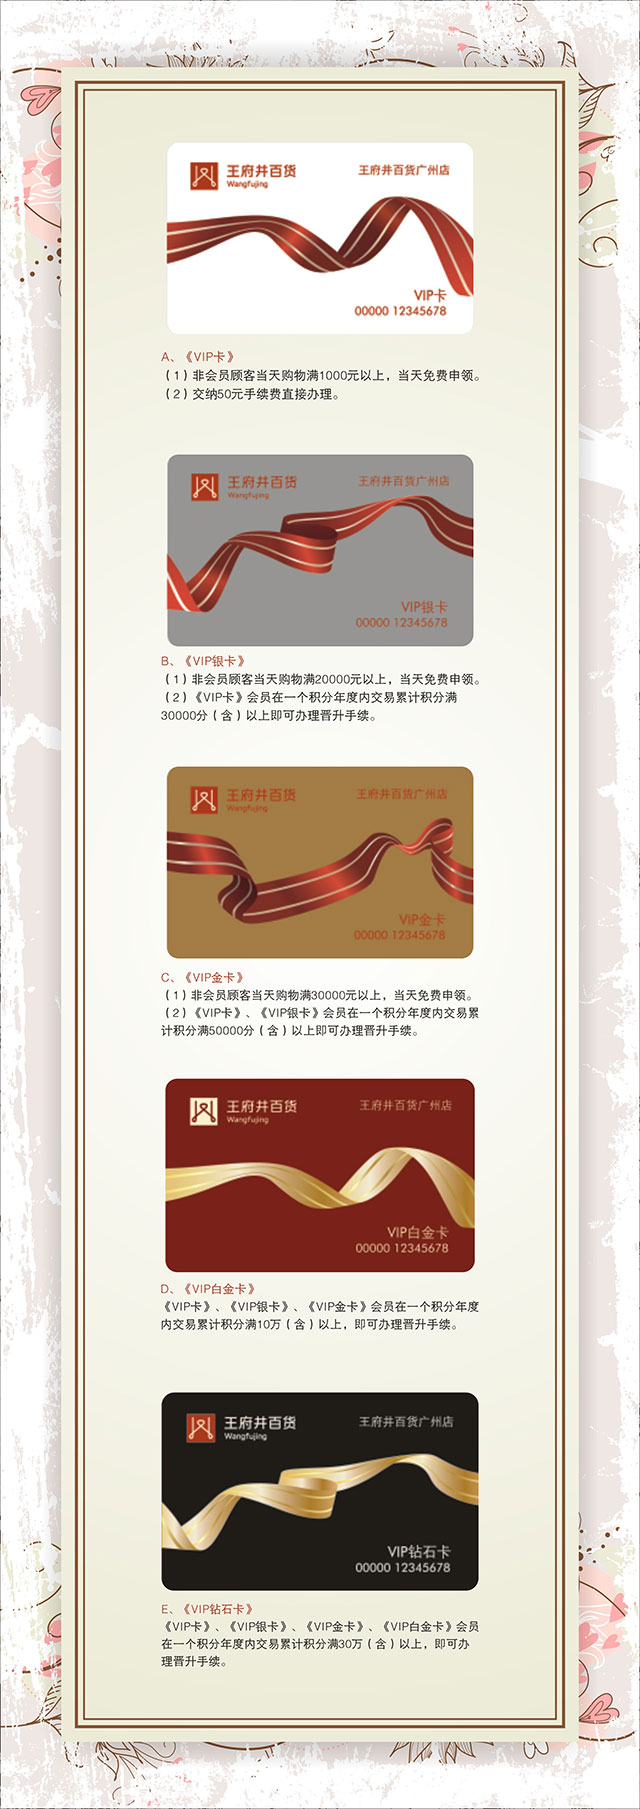 王府井百货
Wangfujing
王府井百货广州店
VIP卡
00000 12345678
A、《VIP卡》
（1）非会员顾客当天购物满1000元以上，当天免费申领。
（2）交纳50元手续费直接办理。
王府井百货
Wangfujing
王府井百货广州店
VIP银卡
00000 12345678
B、《VIP银卡》
（1）非会员顾客当天购物满20000元以上，当天免费申领。
（2）《VIP卡》会员在一个积分年度内交易累计积分满
30000分（含）以上即可办理晋升手续。
王府井百货
Wangfujing
王府井百货广州店
VIP金卡
00000 12345678
C、《VIP金卡》
（1）非会员顾客当天购物满30000元以上，当天免费申领。
（2）《VIP卡》、《VIP银卡》会员在一个积分年度内交易累
计积分满50000分（含）以上即可办理晋升手续。
王府井百货
Wangfujing
王府井百货广州店
VIP白金卡
00000 12345678
D、《VIP白金卡》
《VIP卡》、《VIP银卡》、《VIP金卡》会员在一个积分年度
内交易累计积分满10万（含）以上，即可办理晋升手续。
王府井百货
Wangfujing
王府井百货广州店
VIP钻石卡
00000 12345678
E、《VIP钻石卡》
《VIP卡》、《VIP银卡》、《VIP金卡》、《VIP白金卡》会员
在一个积分年度内交易累计积分满30万（含）以上，即可办
理晋升手续。